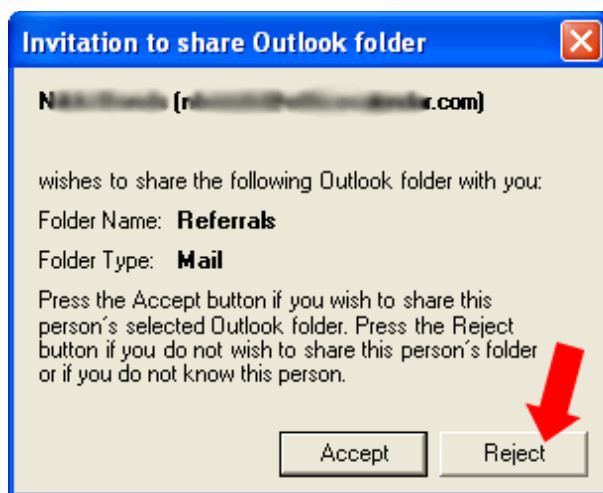 Invitation to share Outlook folder
N (n r.com)
wishes to share the following Outlook folder with you:
Folder Name: Referrals
Folder Type: Mail
Press the Accept button if you wish to share this
person's selected Outlook folder. Press the Reject
button if you do not wish to share this person's folder
or if you do not know this person.
Accept Reject